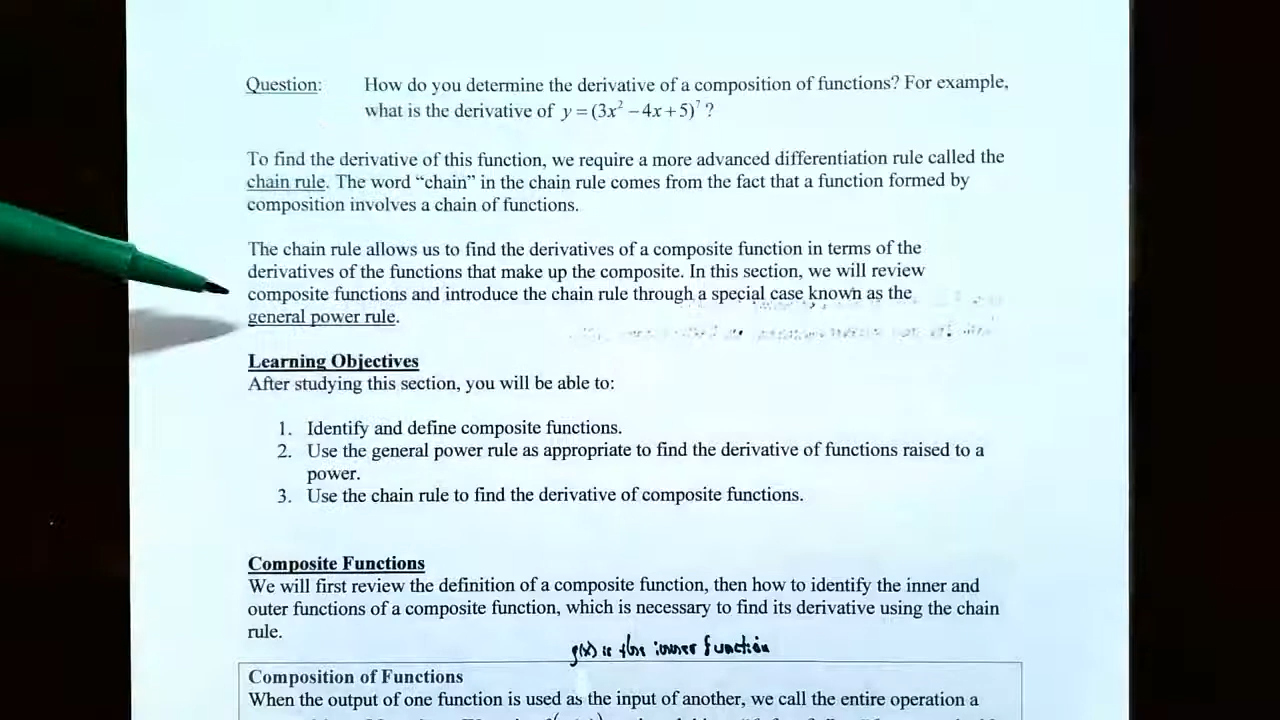 Question: How do you determine the derivative of a composition of functions? For example,
what is the derivative of y = (3x² − 4x + 5)⁷ ?
To find the derivative of this function, we require a more advanced differentiation rule called the
chain rule. The word “chain” in the chain rule comes from the fact that a function formed by
composition involves a chain of functions.
The chain rule allows us to find the derivatives of a composite function in terms of the
derivatives of the functions that make up the composite. In this section, we will review
composite functions and introduce the chain rule through a special case known as the
general power rule.
Learning Objectives
After studying this section, you will be able to:
1. Identify and define composite functions.
2. Use the general power rule as appropriate to find the derivative of functions raised to a
power.
3. Use the chain rule to find the derivative of composite functions.
Composite Functions
We will first review the definition of a composite function, then how to identify the inner and
outer functions of a composite function, which is necessary to find its derivative using the chain
rule.
g(x) is the inner function
Composition of Functions
When the output of one function is used as the input of another, we call the entire operation a